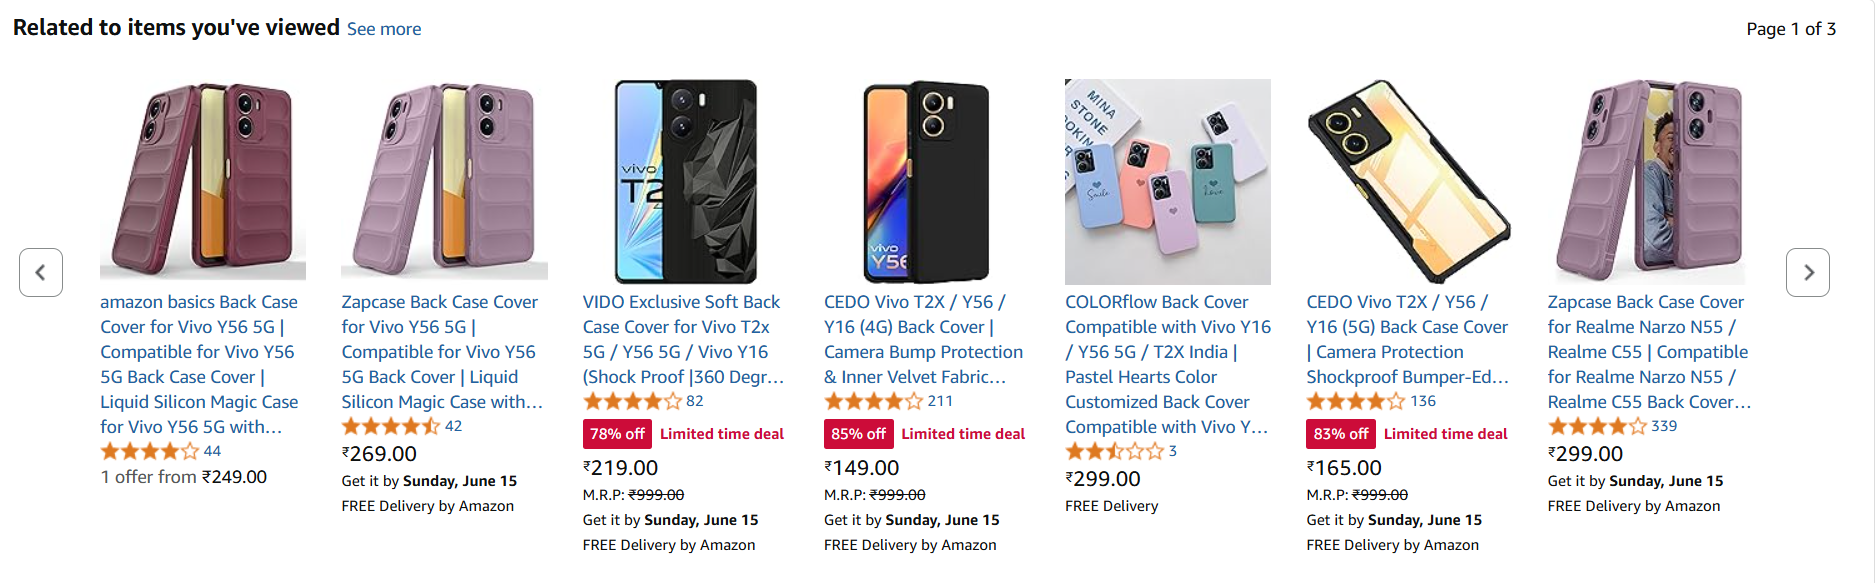 Related to items you've viewed See more
Page 1 of 3
amazon basics Back Case
Cover for Vivo Y56 5G |
Compatible for Vivo Y56
5G Back Case Cover |
Liquid Silicon Magic Case
for Vivo Y56 5G with...
44
1 offer from ₹249.00
Zapcase Back Case Cover
for Vivo Y56 5G |
Compatible for Vivo Y56
5G Back Cover | Liquid
Silicon Magic Case with...
42
₹269.00
Get it by Sunday, June 15
FREE Delivery by Amazon
vivo
T2
VIDO Exclusive Soft Back
Case Cover for Vivo T2x
5G / Y56 5G / Vivo Y16
(Shock Proof |360 Degr...
82
78% off Limited time deal
₹219.00
M.R.P: ₹999.00
Get it by Sunday, June 15
FREE Delivery by Amazon
vivo
Y56
CEDO Vivo T2X / Y56 /
Y16 (4G) Back Cover |
Camera Bump Protection
& Inner Velvet Fabric...
211
85% off Limited time deal
₹149.00
M.R.P: ₹999.00
Get it by Sunday, June 15
FREE Delivery by Amazon
MINA
STONE
Smile
Love
COLORflow Back Cover
Compatible with Vivo Y16
/ Y56 5G / T2X India |
Pastel Hearts Color
Customized Back Cover
Compatible with Vivo Y...
3
₹299.00
FREE Delivery
CEDO Vivo T2X / Y56 /
Y16 (5G) Back Case Cover
| Camera Protection
Shockproof Bumper-Ed...
136
83% off Limited time deal
₹165.00
M.R.P: ₹999.00
Get it by Sunday, June 15
FREE Delivery by Amazon
Zapcase Back Case Cover
for Realme Narzo N55 /
Realme C55 | Compatible
for Realme Narzo N55 /
Realme C55 Back Cover...
339
₹299.00
Get it by Sunday, June 15
FREE Delivery by Amazon